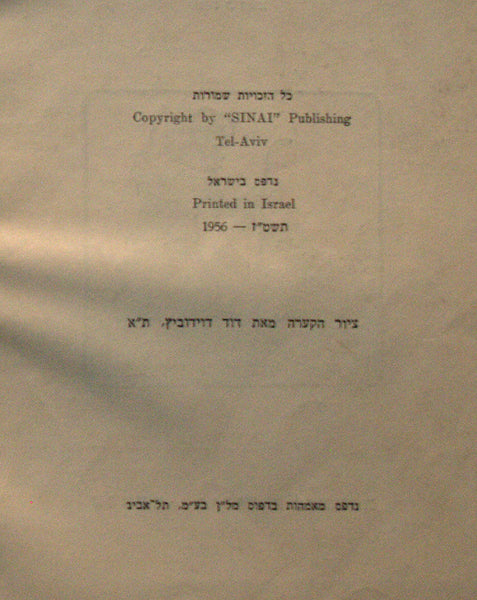 כל הזכויות שמורות
Copyright by “SINAI” Publishing
Tel-Aviv
נדפס בישראל
Printed in Israel
תשט"ז — 1956
ציור הקערה מאת דוד דוידוביץ, ת"א
נדפס מאמהות בדפוס מל"ן בע"מ, תל־אביב